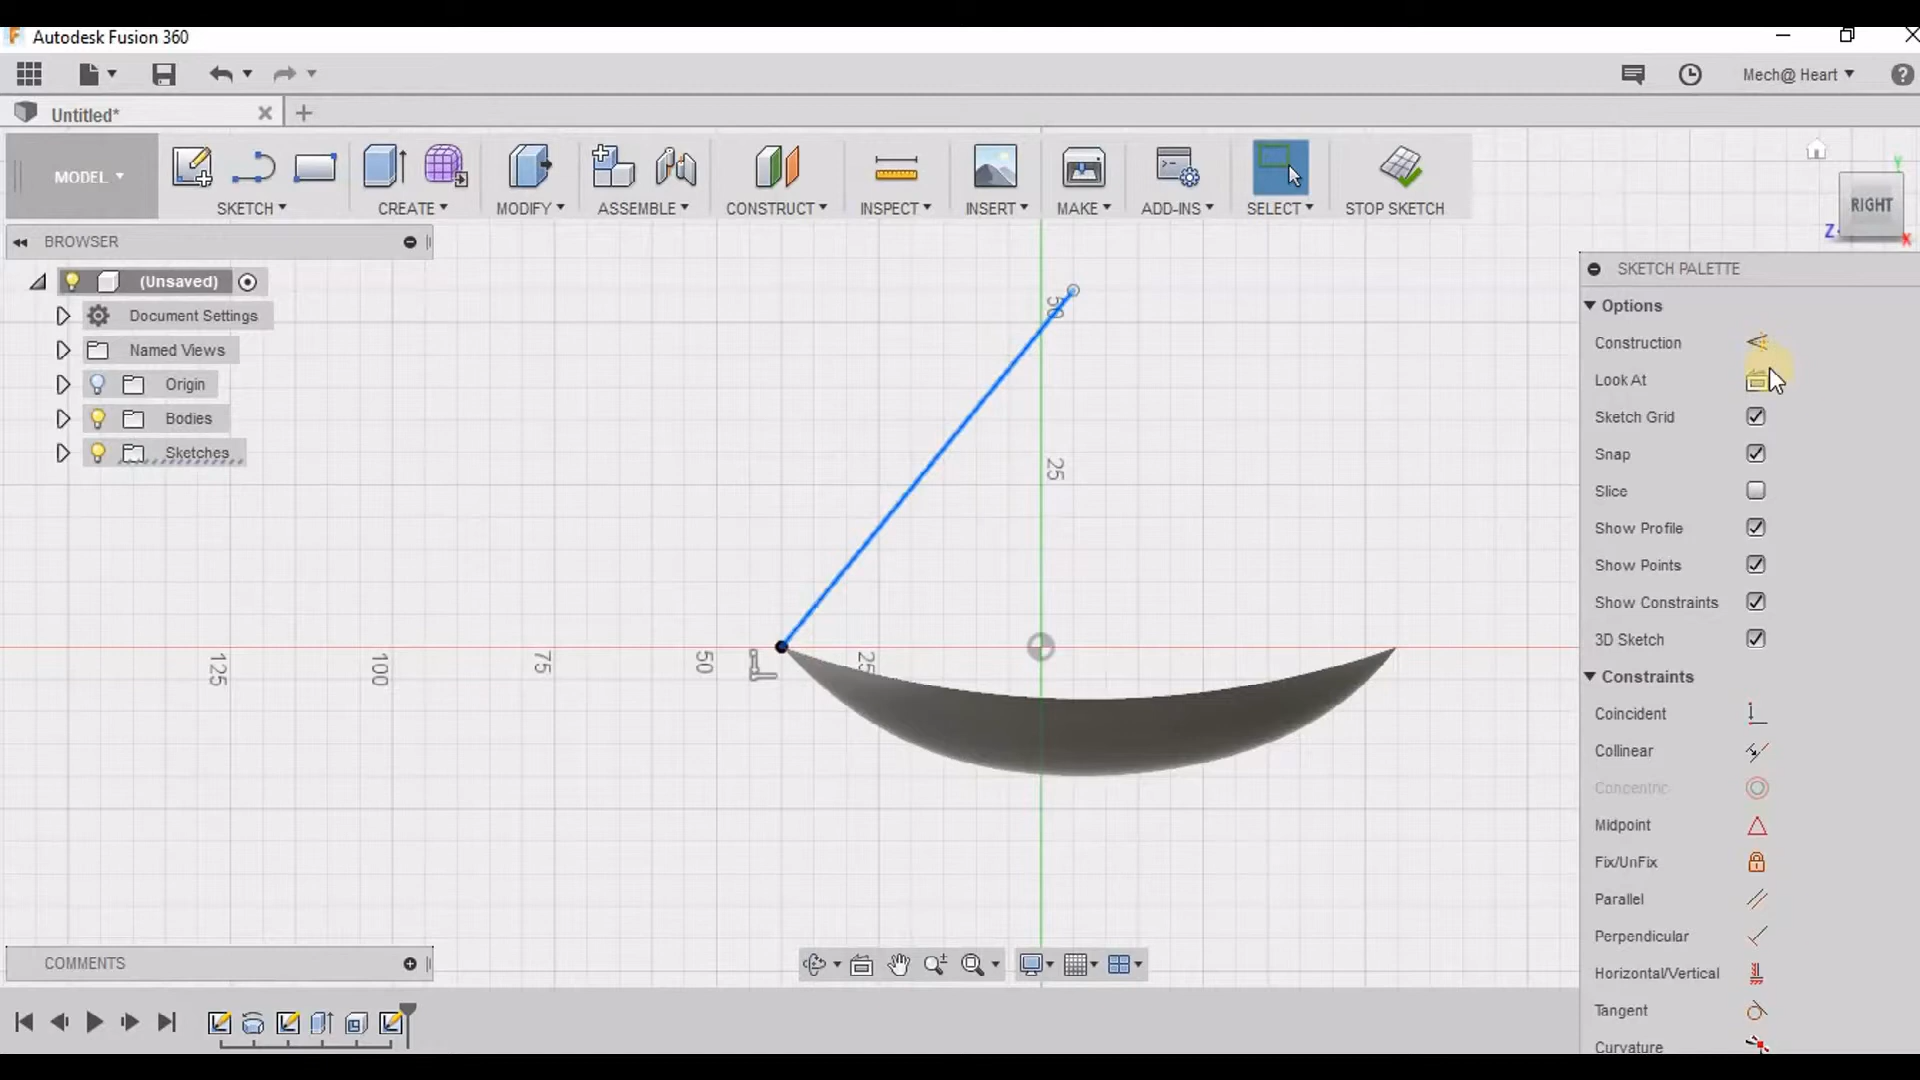 Autodesk Fusion 360
Mech@ Heart
Untitled*
MODEL
SKETCH
CREATE
MODIFY
ASSEMBLE
CONSTRUCT
INSPECT
INSERT
MAKE
ADD-INS
SELECT
STOP SKETCH
RIGHT
Y
Z
X
BROWSER
(Unsaved)
Document Settings
Named Views
Origin
Bodies
Sketches
SKETCH PALETTE
Options
Construction
Look At
Sketch Grid
Snap
Slice
Show Profile
Show Points
Show Constraints
3D Sketch
Constraints
Coincident
Collinear
Concentric
Midpoint
Fix/UnFix
Parallel
Perpendicular
Horizontal/Vertical
Tangent
Curvature
50
25
125
100
75
50
25
COMMENTS